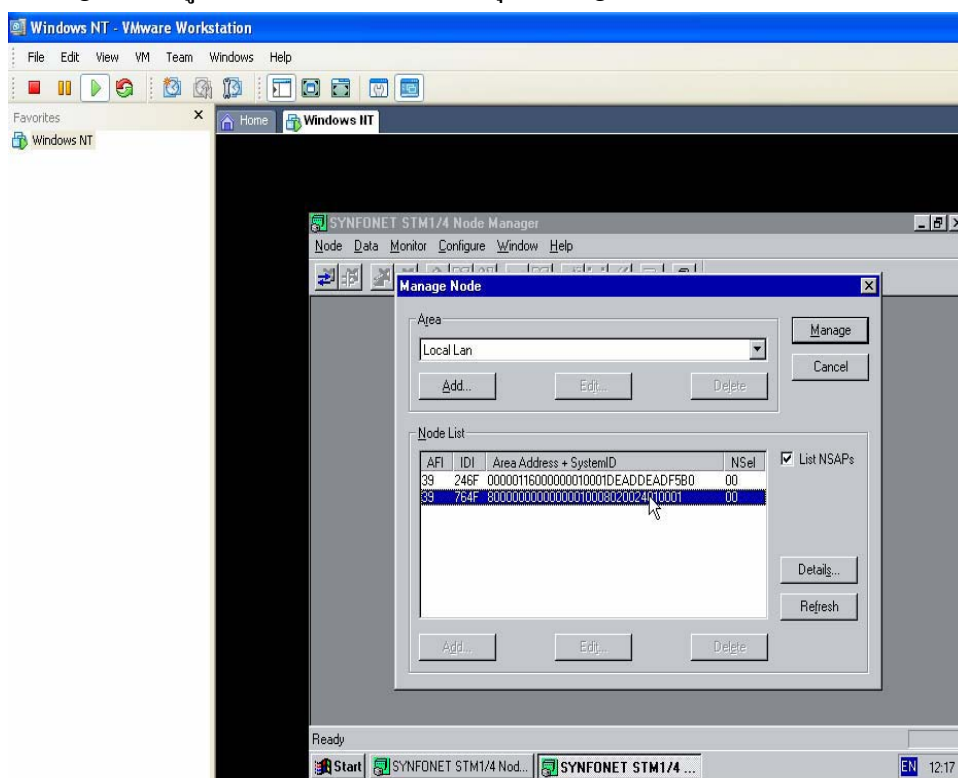 Windows NT - VMware Workstation
File Edit View VM Team Windows Help
Favorites
Home Windows NT
Windows NT
SYNFONET STM1/4 Node Manager
Node Data Monitor Configure Window Help
Manage Node
Area
Manage
Local Lan
Cancel
Add... Edit... Delete
Node List
AFI IDI Area Address + SystemID NSel List NSAPs
39 246F 0000011600000010001DEADDEADF5B0 00
39 764F 00
Details...
Refresh
Add... Edit... Delete
Ready
Start SYNFONET STM1/4 Nod... SYNFONET STM1/4 ... EN 12:17